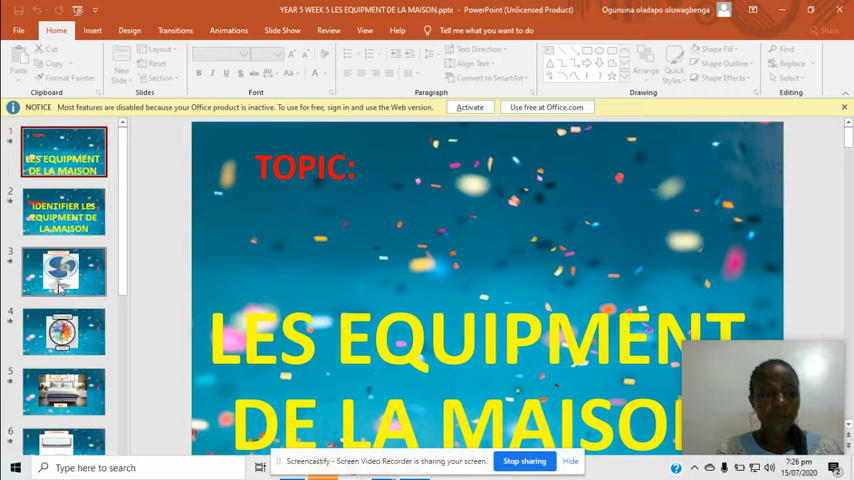 YEAR 5 WEEK 5 LES EQUIPMENT DE LA MAISON.pptx - PowerPoint (Unlicensed Product)
Ogunsina oladapo oluwagbenga
File Home Insert Design Transitions Animations Slide Show Review View Help Tell me what you want to do Share
Paste Cut Copy Format Painter
Clipboard
New Slide Layout Reset Section
Slides
Font
Text Direction Align Text Convert to SmartArt
Paragraph
Arrange Quick Styles Shape Fill Shape Outline Shape Effects
Drawing
Find Replace Select
Editing
NOTICE Most features are disabled because your Office product is inactive. To use for free, sign in and use the Web version. Activate Use free at Office.com
1
LES EQUIPMENT
DE LA MAISON
2
IDENTIFIER LES
EQUIPMENT DE
LA MAISON
3
4
5
6
TOPIC:
LES EQUIPMENT
DE LA MAISON
Screencastify - Screen Video Recorder is sharing your screen. Stop sharing Hide
Type here to search
7:26 pm
15/07/2020
2